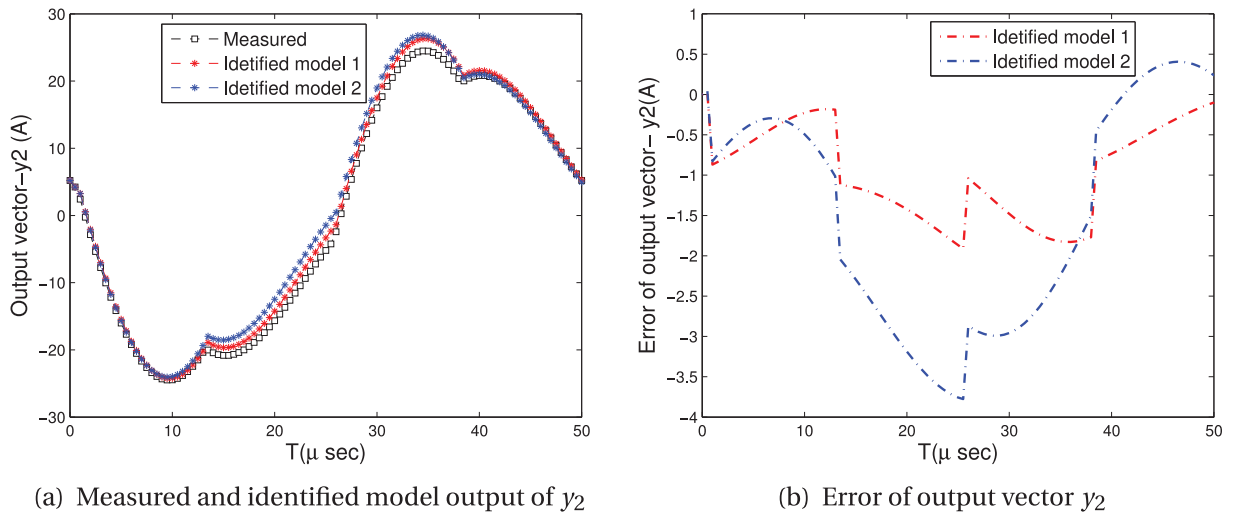 30
20
10
0
−10
−20
−30
0
10
20
30
40
50
Output vector−y2 (A)
T(μ sec)
Measured
Idetified model 1
Idetified model 2
(a) Measured and identified model output of y₂
1
0.5
0
−0.5
−1
−1.5
−2
−2.5
−3
−3.5
−4
0
10
20
30
40
50
Error of output vector− y2(A)
T(μ sec)
Idetified model 1
Idetified model 2
(b) Error of output vector y₂